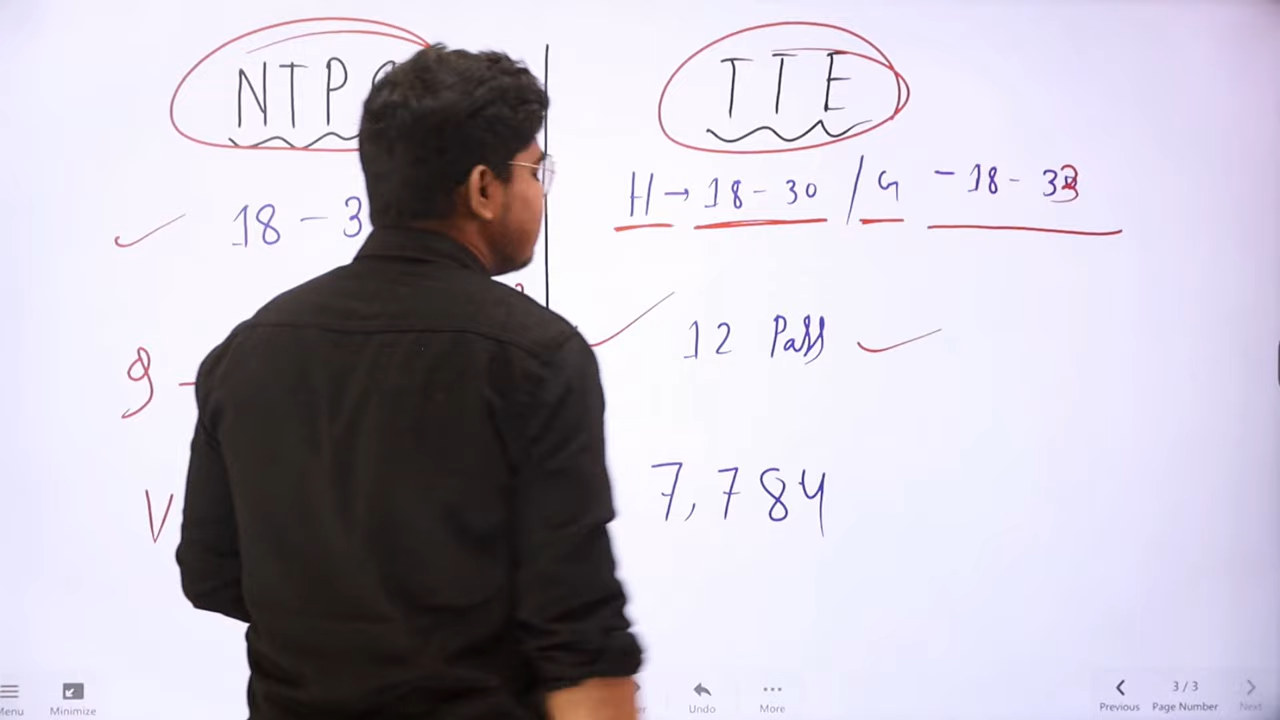 NTP
TTE
18 - 3
H → 18 - 30 / G - 18 - 33
9 -
12 Pass
V
7,784
Menu
Minimize
Undo
More
Previous
3 / 3
Page Number
Next